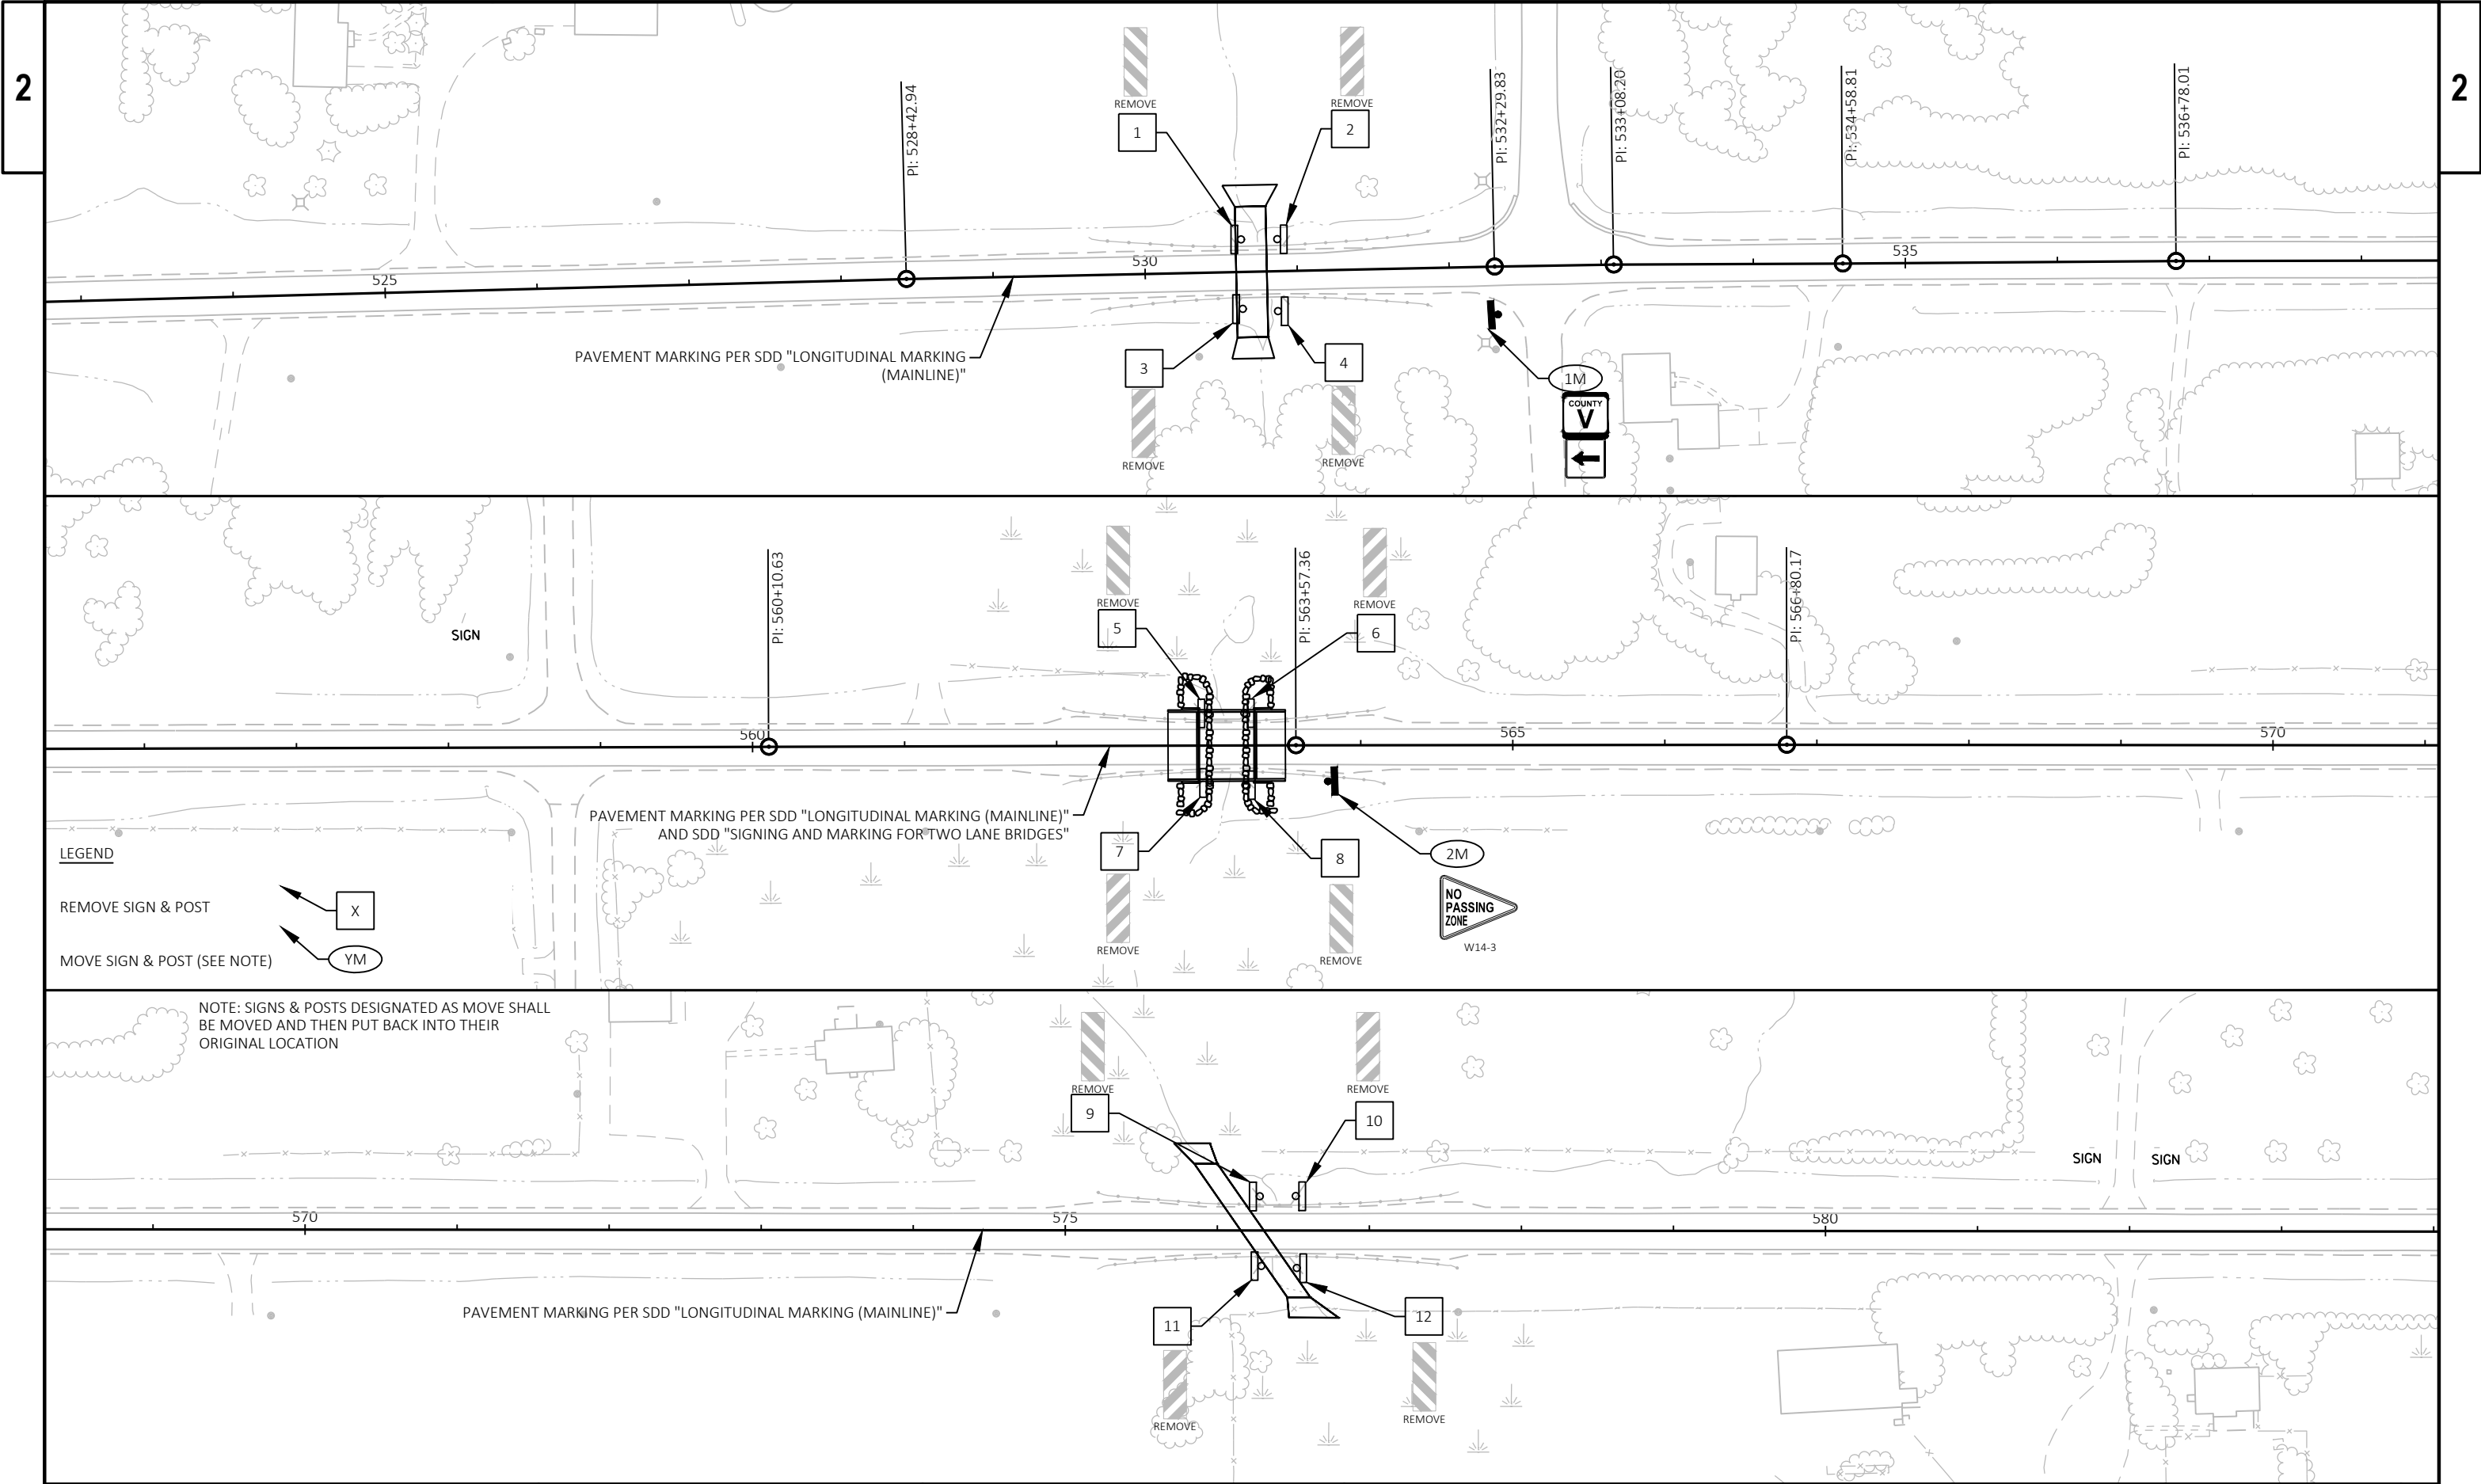 2
2
REMOVE
REMOVE
1
2
PI: 528+42.94
PI: 532+29.83
PI: 533+08.20
PI: 534+58.81
PI: 536+78.01
525
530
535
PAVEMENT MARKING PER SDD "LONGITUDINAL MARKING
(MAINLINE)"
3
4
REMOVE
REMOVE
1M
COUNTY
V
REMOVE
REMOVE
5
6
SIGN
PI: 560+10.63
PI: 563+57.36
PI: 566+80.17
560
565
570
PAVEMENT MARKING PER SDD "LONGITUDINAL MARKING (MAINLINE)"
AND SDD "SIGNING AND MARKING FOR TWO LANE BRIDGES"
7
8
REMOVE
REMOVE
2M
NO
PASSING
ZONE
W14-3
LEGEND
REMOVE SIGN & POST
X
MOVE SIGN & POST (SEE NOTE)
YM
NOTE: SIGNS & POSTS DESIGNATED AS MOVE SHALL
BE MOVED AND THEN PUT BACK INTO THEIR
ORIGINAL LOCATION
REMOVE
REMOVE
9
10
SIGN
SIGN
570
575
580
PAVEMENT MARKING PER SDD "LONGITUDINAL MARKING (MAINLINE)"
11
12
REMOVE
REMOVE